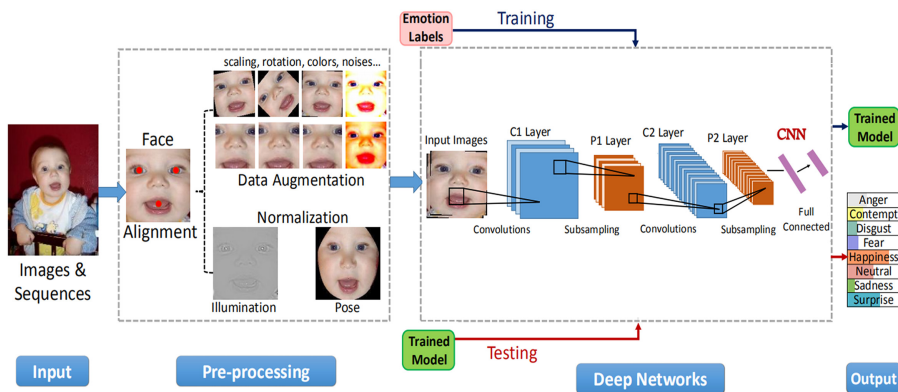 Emotion
Labels
Training
scaling, rotation, colors, noises...
Face
Alignment
Data Augmentation
Normalization
Illumination
Pose
Images &
Sequences
Input Images
C1 Layer
P1 Layer
C2 Layer
P2 Layer
CNN
Convolutions
Subsampling
Convolutions
Subsampling
Full
Connected
Trained
Model
Anger
Contempt
Disgust
Fear
Happiness
Neutral
Sadness
Surprise
Trained
Model
Testing
Input
Pre-processing
Deep Networks
Output